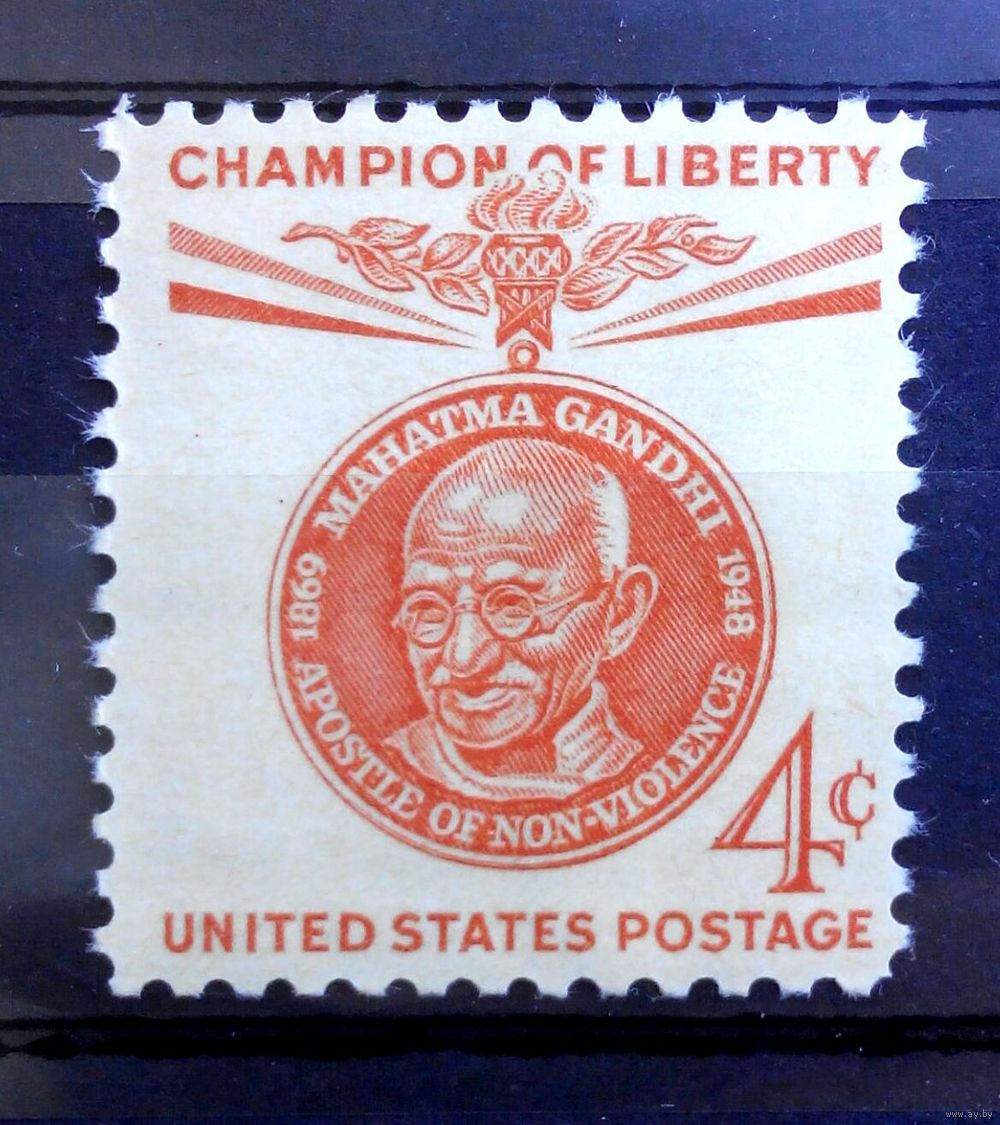 CHAMPION OF LIBERTY
MAHATMA GANDHI
1869
1948
APOSTLE OF NON-VIOLENCE
4¢
UNITED STATES POSTAGE
www.ay.by